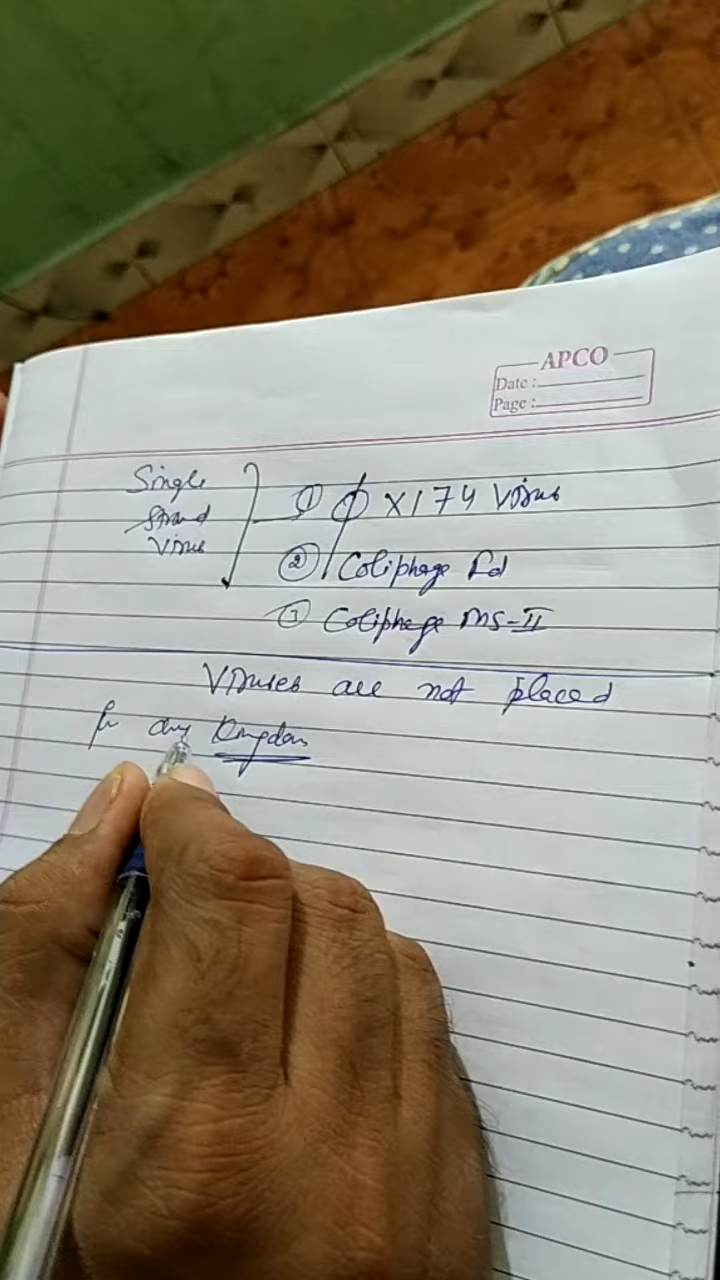 APCO
Date :
Page :
Single
Strand
Virus
① ϕ X174 Virus
② Coliphage fd
③ Coliphage MS-II
Viruses are not placed
in any Kingdom